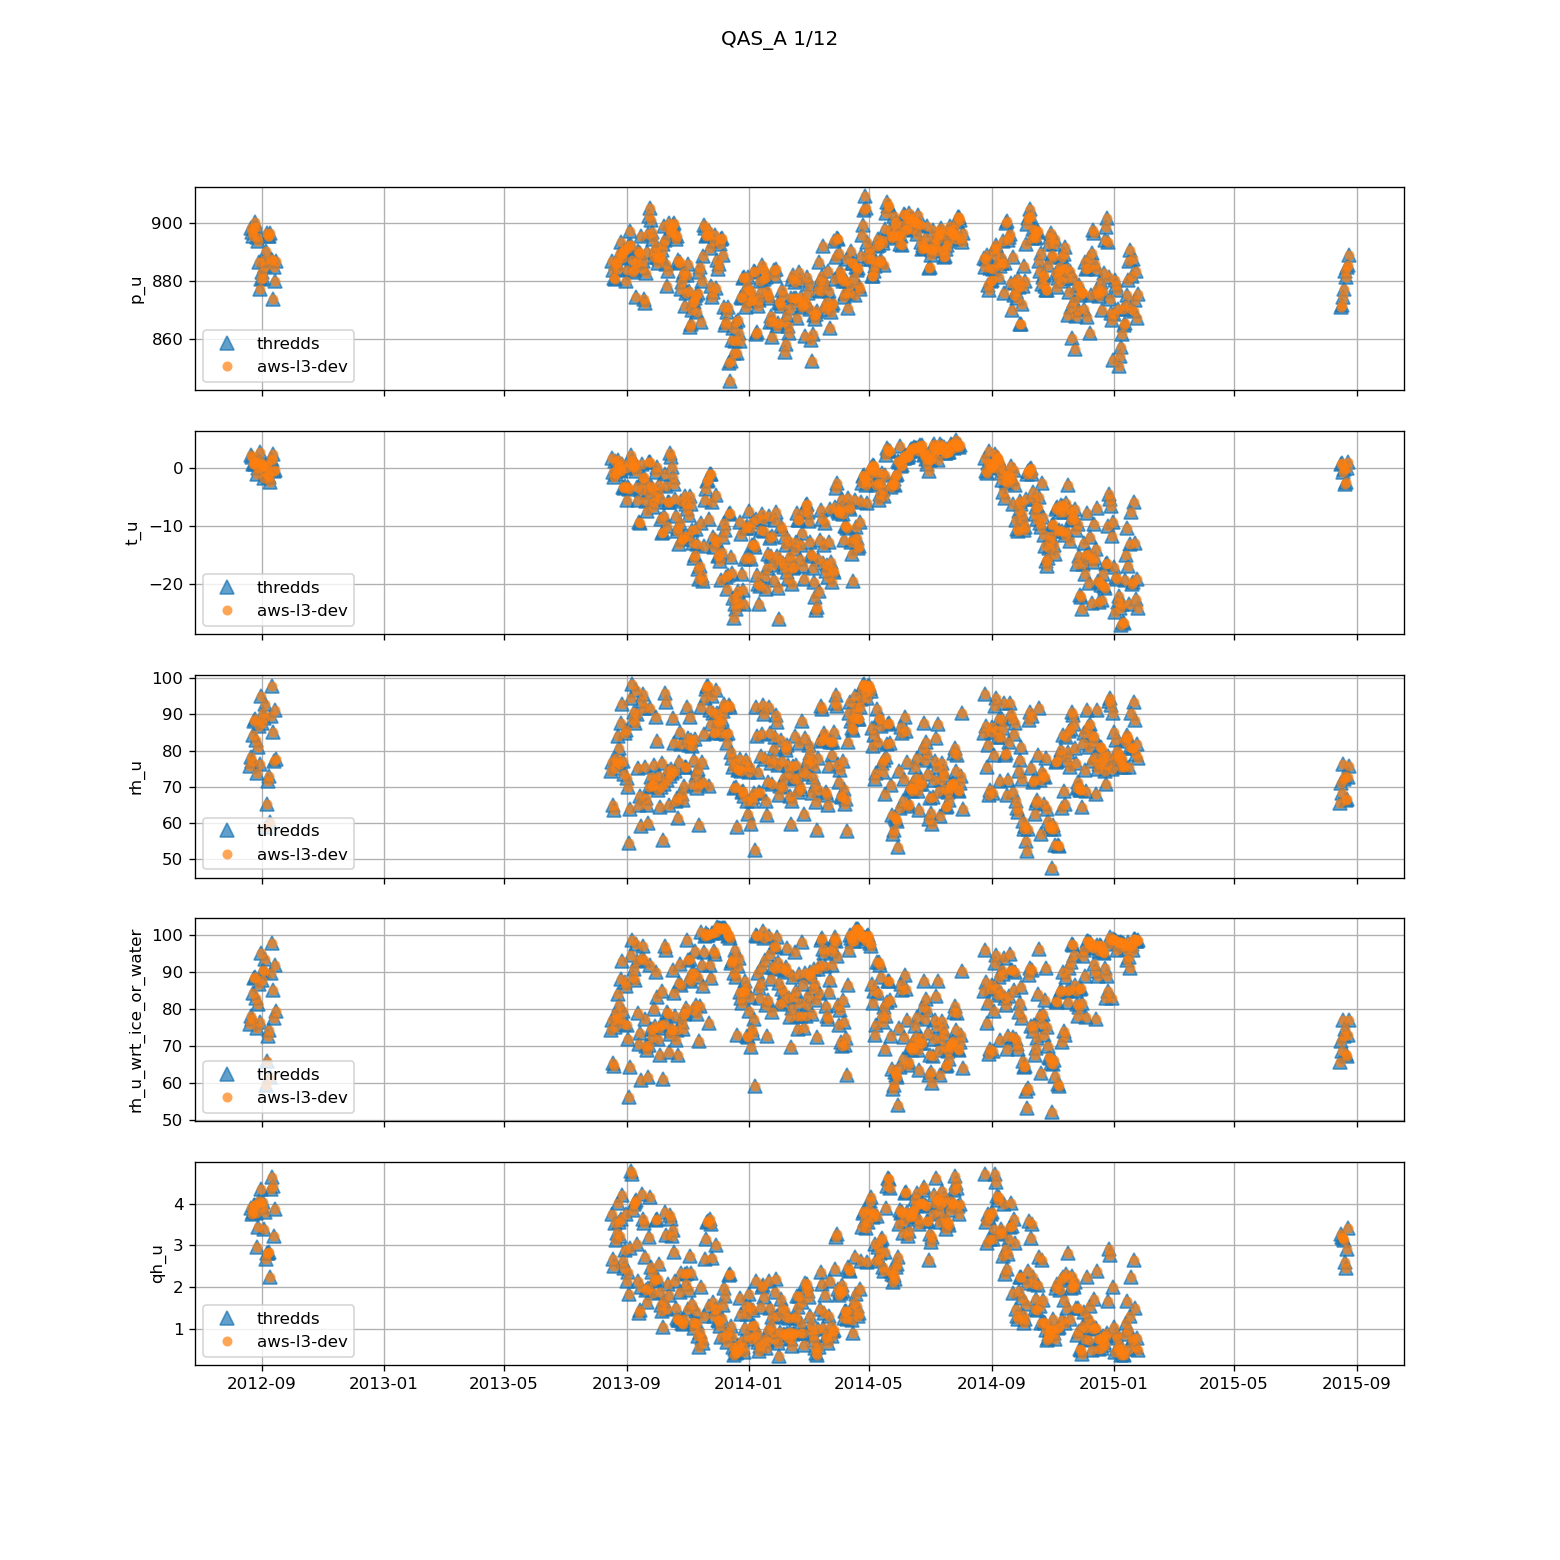 QAS_A 1/12
900
880
860
p_u
thredds
aws-l3-dev
0
−10
−20
t_u
thredds
aws-l3-dev
100
90
80
70
60
50
rh_u
thredds
aws-l3-dev
100
90
80
70
60
50
rh_u_wrt_ice_or_water
thredds
aws-l3-dev
4
3
2
1
qh_u
thredds
aws-l3-dev
2012-09 2013-01 2013-05 2013-09 2014-01 2014-05 2014-09 2015-01 2015-05 2015-09